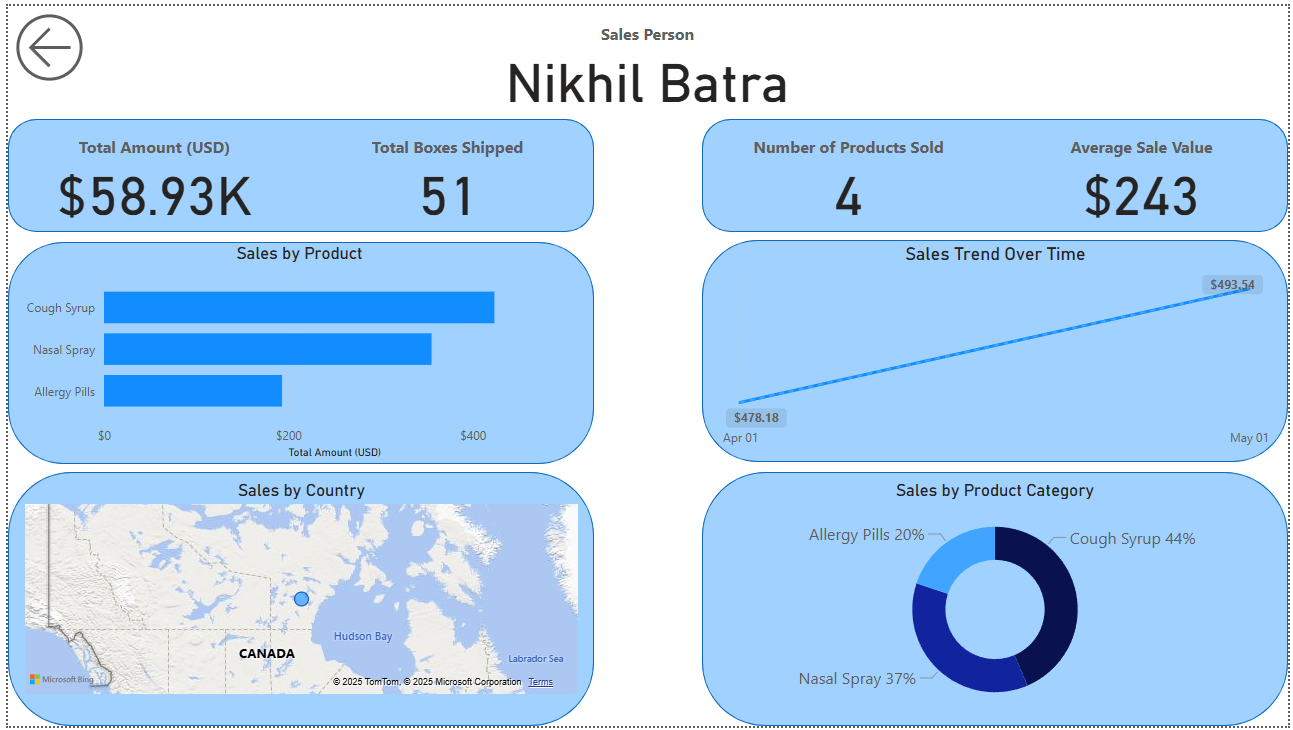 Sales Person
Nikhil Batra
Total Amount (USD)
$58.93K
Total Boxes Shipped
51
Number of Products Sold
4
Average Sale Value
$243
Sales by Product
Cough Syrup
Nasal Spray
Allergy Pills
$0 $200 $400
Total Amount (USD)
Sales Trend Over Time
$493.54
$478.18
Apr 01 May 01
Sales by Country
Hudson Bay
CANADA
Labrador Sea
Microsoft Bing
© 2025 TomTom, © 2025 Microsoft Corporation Terms
Sales by Product Category
Allergy Pills 20%
Cough Syrup 44%
Nasal Spray 37%